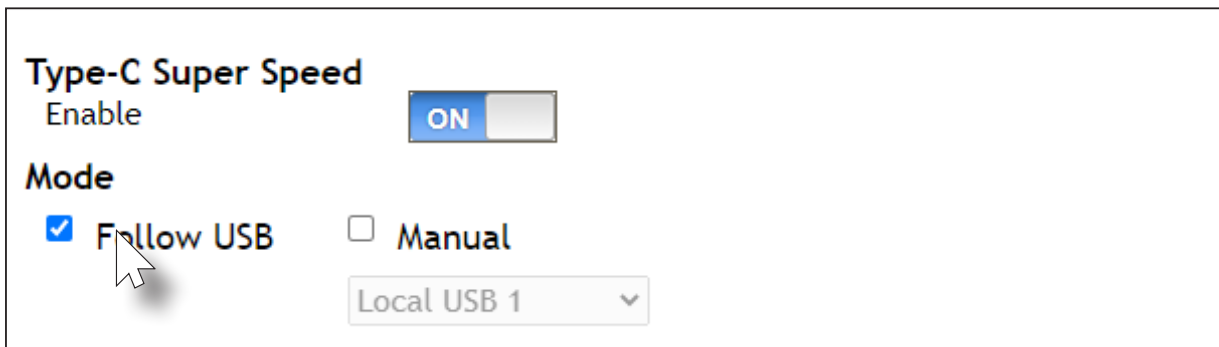 Type-C Super Speed
Enable ON
Mode
Follow USB Manual
Local USB 1